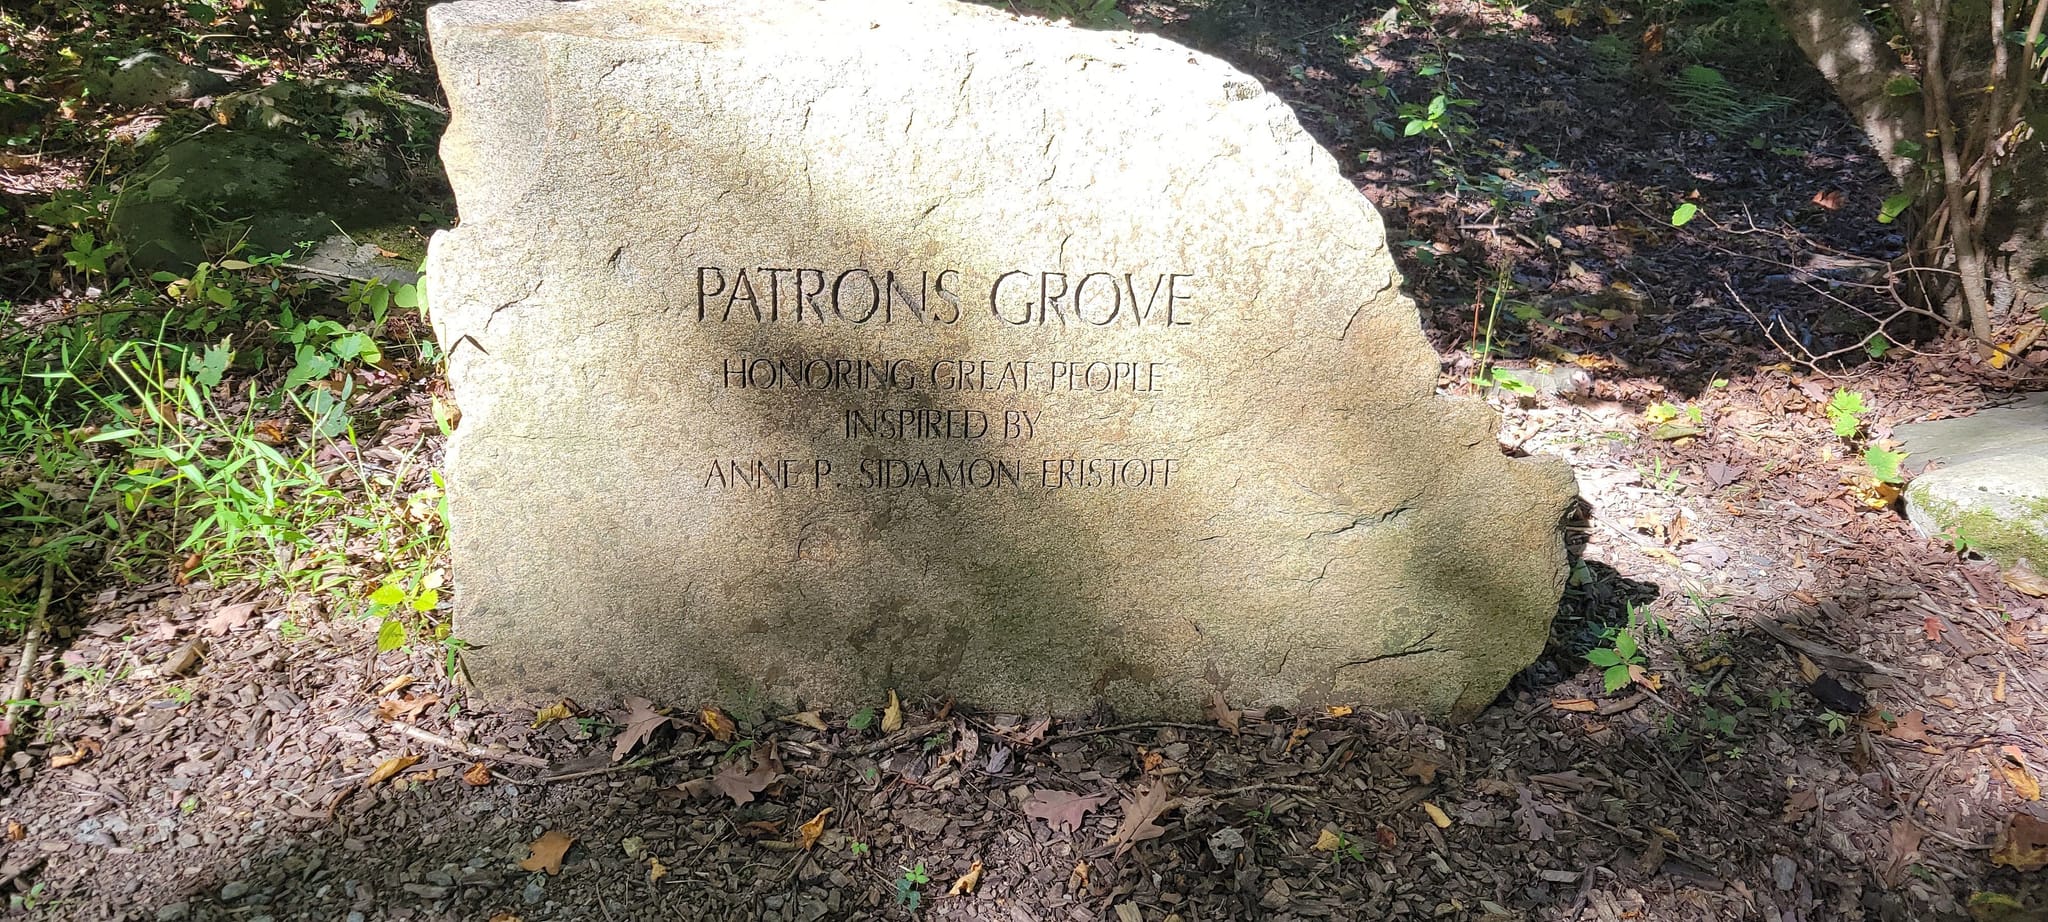 PATRONS GROVE
HONORING GREAT PEOPLE
INSPIRED BY
ANNE P. SIDAMON-ERISTOFF